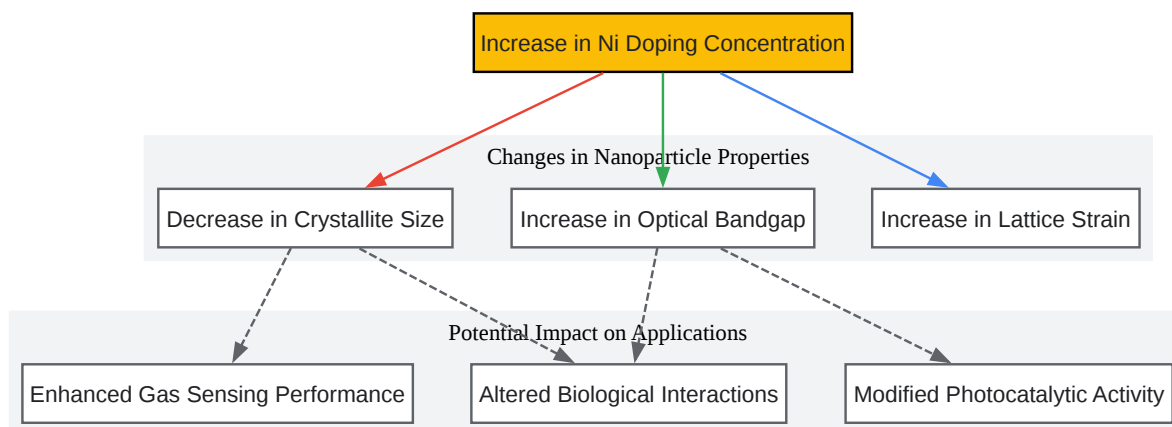 Increase in Ni Doping Concentration
Changes in Nanoparticle Properties
Decrease in Crystallite Size
Increase in Optical Bandgap
Increase in Lattice Strain
Potential Impact on Applications
Enhanced Gas Sensing Performance
Altered Biological Interactions
Modified Photocatalytic Activity